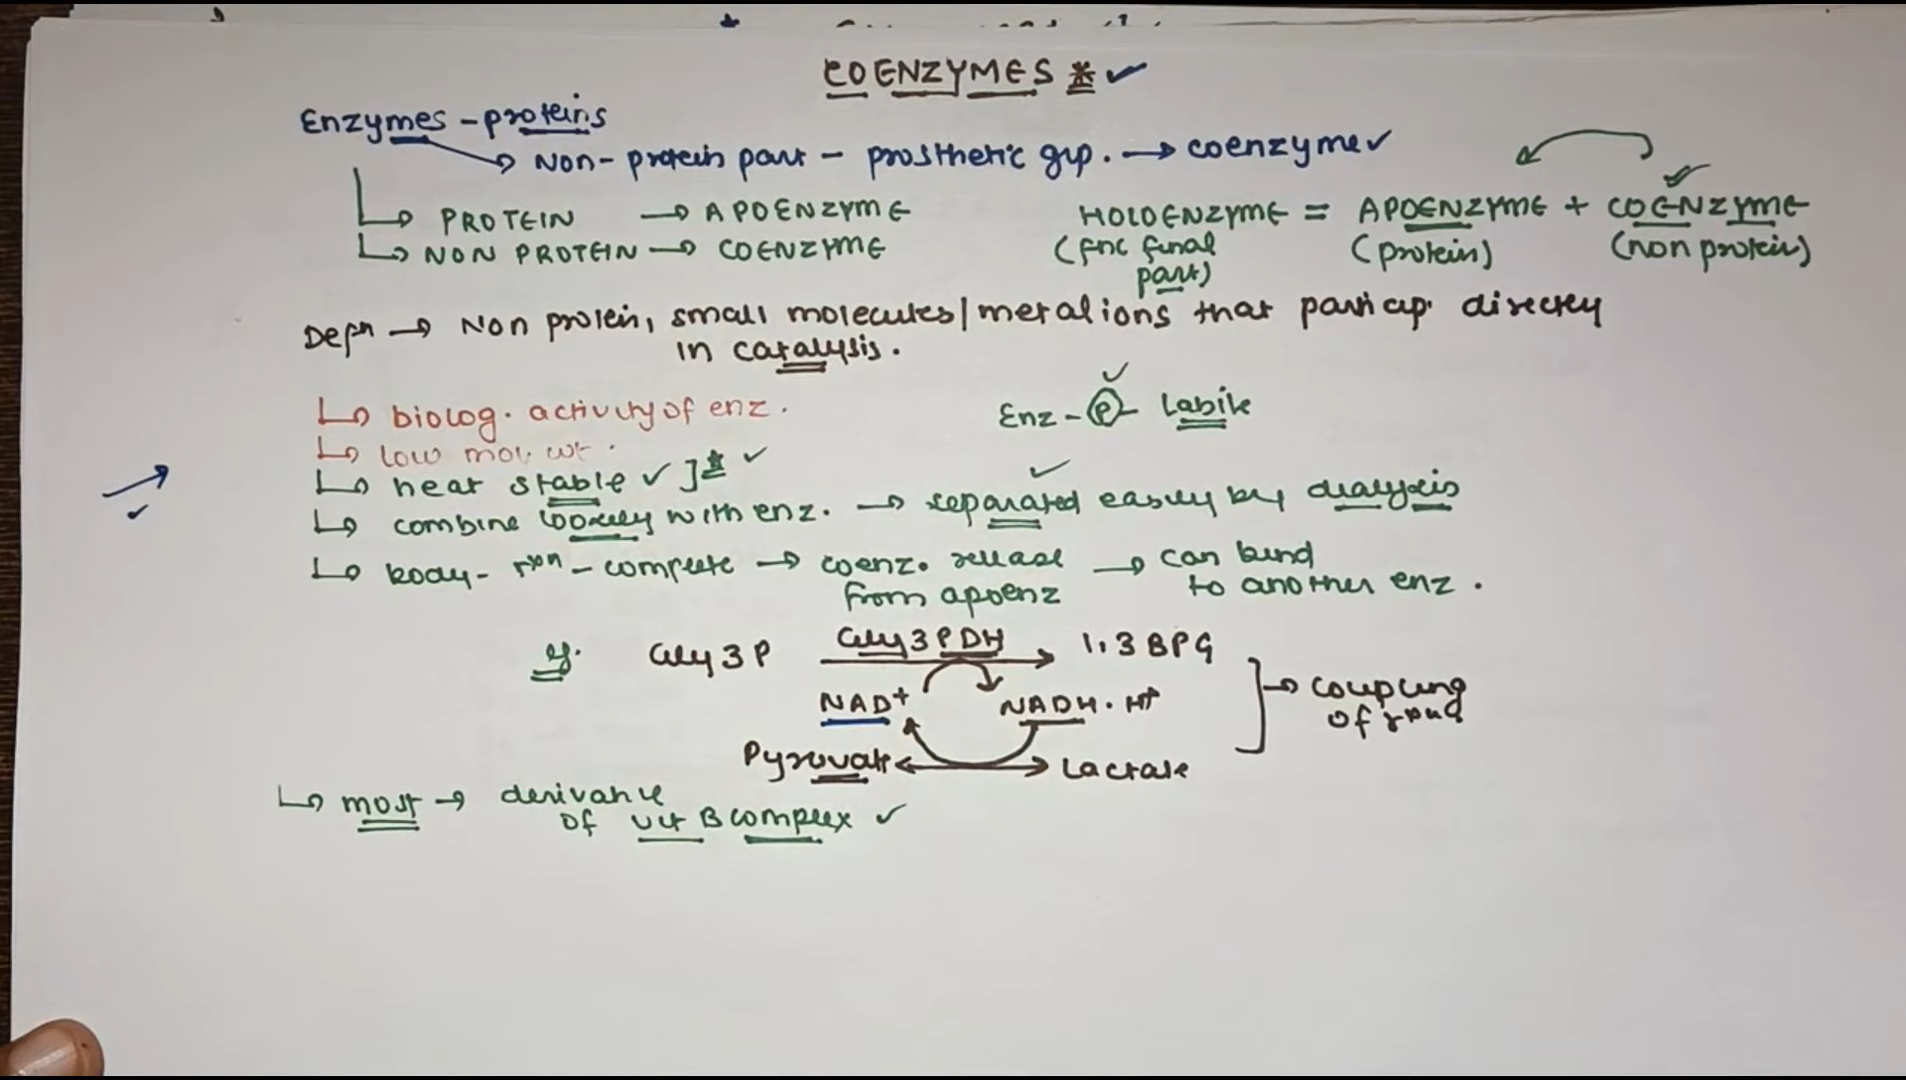 COENZYMES *
Enzymes - proteins
Non-protein part - prosthetic grp. → coenzyme
PROTEIN → APOENZYME
NON PROTEIN → COENZYME
HOLOENZYME = APOENZYME + COENZYME
(fnc final part) (protein) (non protein)
Defn → Non protein, small molecules/metal ions that particip. directly
in catalysis.
biolog. activity of enz.
Enz - P - Labile
low mol. wt.
heat stable ✓ ] *
combine loosely with enz. → separated easily by dialysis
body - rxn - complete → coenz. release from apoenz → can bind to another enz.
eg. Gly 3 P Gly 3 PDH 1,3 BPG
NAD+ NADH . H+
coupling of rxns
Pyruvate Lactate
most → derivative
of vit B complex ✓